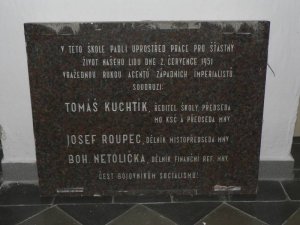 V TÉTO ŠKOLE PADLI UPROSTŘED PRÁCE PRO ŠŤASTNÝ
ŽIVOT NAŠEHO LIDU DNE 2. ČERVENCE 1951
VRAŽEDNOU RUKOU AGENTŮ ZÁPADNÍCH IMPERIALISTŮ
SOUDRUZI:
TOMÁŠ KUCHTÍK, ŘEDITEL ŠKOLY PŘEDSEDA
MO KSČ A PŘEDSEDA MNV
JOSEF ROUPEC, DĚLNÍK MÍSTOPŘEDSEDA MNV
BOH. NETOLIČKA, DĚLNÍK FINANČNÍ REF. MNV.
ČEST BOJOVNÍKŮM SOCIALISMU!